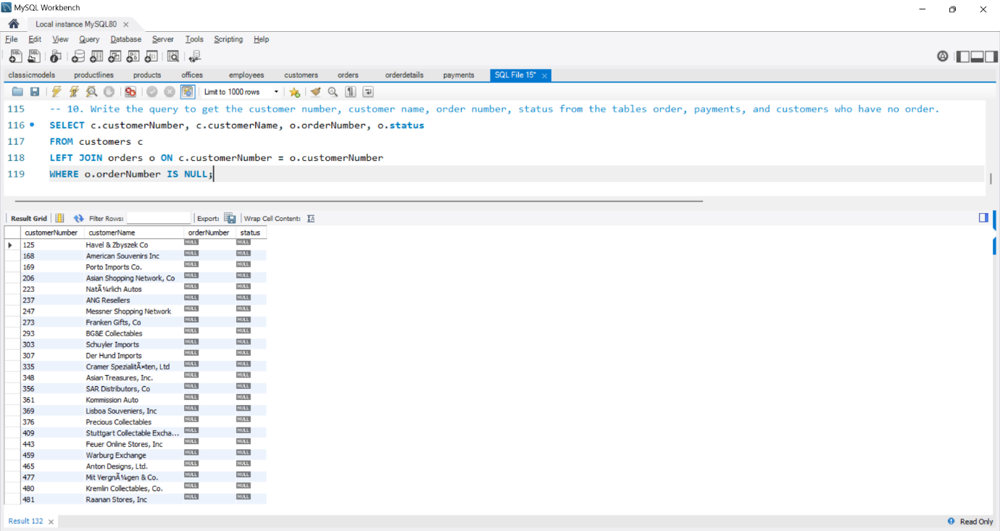 MySQL Workbench
Local instance MySQL80
File Edit View Query Database Server Tools Scripting Help
classicmodels productlines products offices employees customers orders orderdetails payments SQL File 15*
Limit to 1000 rows
115 -- 10. Write the query to get the customer number, customer name, order number, status from the tables order, payments, and customers who have no order.
116 SELECT c.customerNumber, c.customerName, o.orderNumber, o.status
117 FROM customers c
118 LEFT JOIN orders o ON c.customerNumber = o.customerNumber
119 WHERE o.orderNumber IS NULL;
Result Grid Filter Rows: Export: Wrap Cell Content:
customerNumber customerName orderNumber status
125 Havel & Zbyszek Co NULL NULL
168 American Souvenirs Inc NULL NULL
169 Porto Imports Co. NULL NULL
206 Asian Shopping Network, Co NULL NULL
223 NatÃ¼rlich Autos NULL NULL
237 ANG Resellers NULL NULL
247 Messner Shopping Network NULL NULL
273 Franken Gifts, Co NULL NULL
293 BG&E Collectables NULL NULL
303 Schuyler Imports NULL NULL
307 Der Hund Imports NULL NULL
335 Cramer SpezialitÃ¤ten, Ltd NULL NULL
348 Asian Treasures, Inc. NULL NULL
356 SAR Distributors, Co NULL NULL
361 Kommission Auto NULL NULL
369 Lisboa Souveniers, Inc NULL NULL
376 Precious Collectables NULL NULL
409 Stuttgart Collectable Excha... NULL NULL
443 Feuer Online Stores, Inc NULL NULL
459 Warburg Exchange NULL NULL
465 Anton Designs, Ltd. NULL NULL
477 Mit VergnÃ¼gen & Co. NULL NULL
480 Kremlin Collectables, Co. NULL NULL
481 Raanan Stores, Inc NULL NULL
Result 132 Read Only